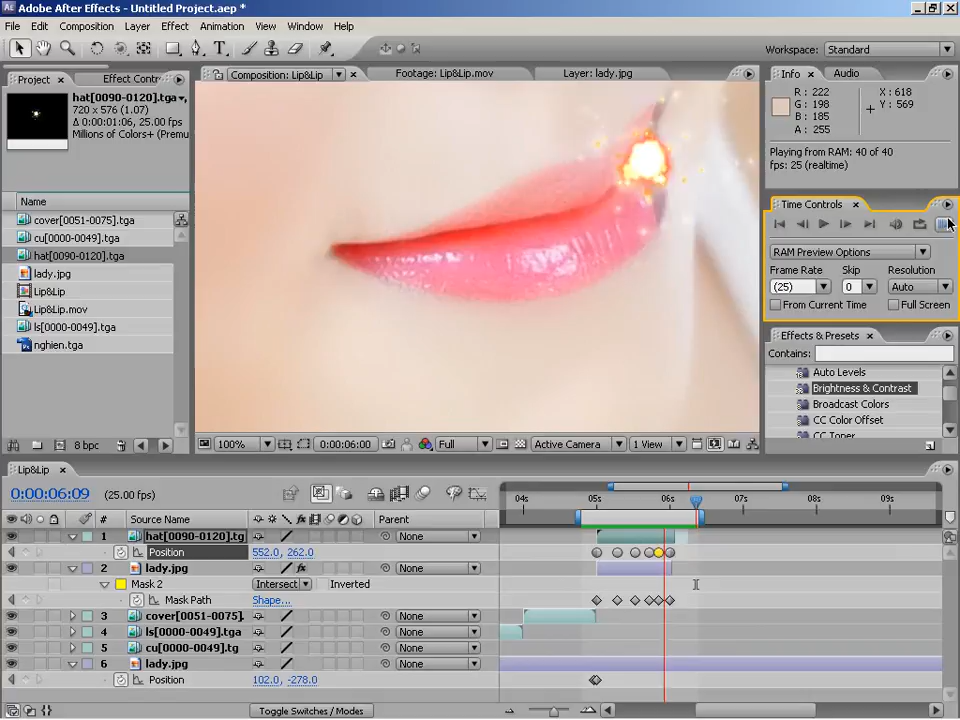 Adobe After Effects - Untitled Project.aep *
File Edit Composition Layer Effect Animation View Window Help
Workspace: Standard
Project Effect Contr
Composition: Lip&Lip
Footage: Lip&Lip.mov
Layer: lady.jpg
Info Audio
hat[0090-0120].tga
720 x 576 (1.07)
Δ 0:00:01:06, 25.00 fps
Millions of Colors+ (Premu
R : 222
G : 198
B : 185
A : 255
X : 618
Y : 569
Playing from RAM: 40 of 40
fps: 25 (realtime)
Name
cover[0051-0075].tga
cu[0000-0049].tga
hat[0090-0120].tga
lady.jpg
Lip&Lip
Lip&Lip.mov
ls[0000-0049].tga
nghien.tga
8 bpc
Time Controls
RAM Preview Options
Frame Rate Skip Resolution
(25) 0 Auto
From Current Time Full Screen
Effects & Presets
Contains:
Auto Levels
Brightness & Contrast
Broadcast Colors
CC Color Offset
CC Toner
100% 0:00:06:00 Full Active Camera 1 View
Lip&Lip
0:00:06:09 (25.00 fps)
04s 05s 06s 07s 08s 09s
# Source Name Parent
1 hat[0090-0120].tg None
Position 552.0, 262.0
2 lady.jpg None
Mask 2 Intersect Inverted
Mask Path Shape...
3 cover[0051-0075]. None
4 ls[0000-0049].tga None
5 cu[0000-0049].tg None
6 lady.jpg None
Position 102.0, -278.0
Toggle Switches / Modes